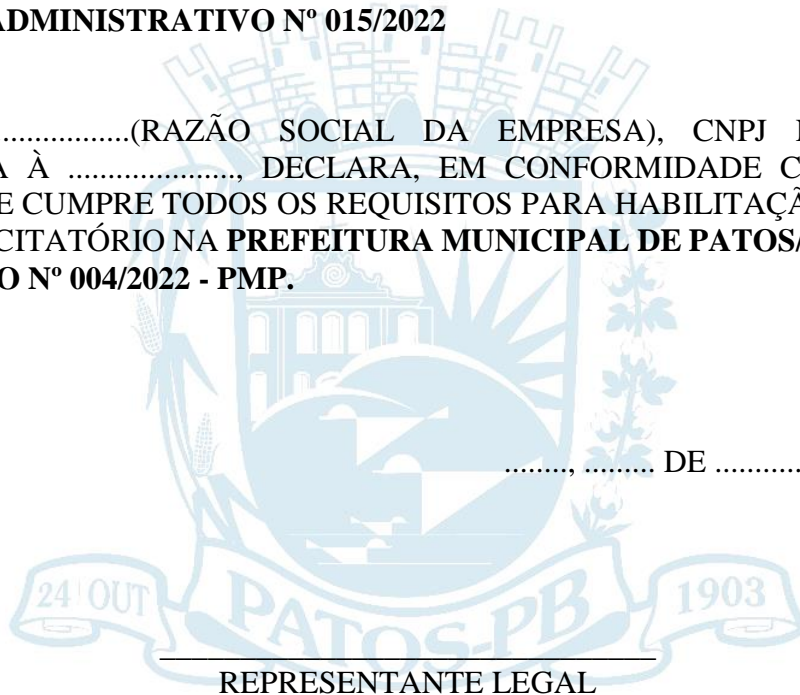 ADMINISTRATIVO Nº 015/2022
................(RAZÃO SOCIAL DA EMPRESA), CNPJ
A À ...................., DECLARA, EM CONFORMIDADE C
E CUMPRE TODOS OS REQUISITOS PARA HABILITAÇÃ
CITATÓRIO NA PREFEITURA MUNICIPAL DE PATOS/
O Nº 004/2022 - PMP.
........, ......... DE ...........
24 OUT PATOS-PB 1903
REPRESENTANTE LEGAL